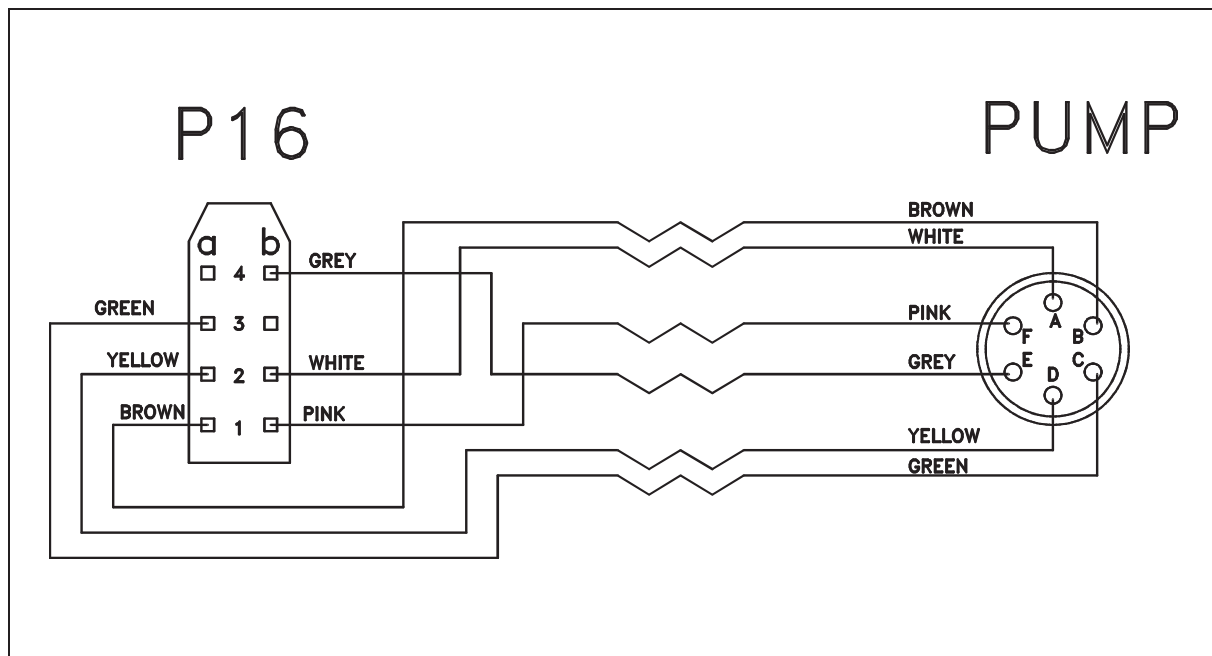 P16
PUMP
BROWN
WHITE
a b
4
GREY
GREEN
3
PINK
A
B
F
YELLOW
2
WHITE
GREY
E
D
C
BROWN
1
PINK
YELLOW
GREEN